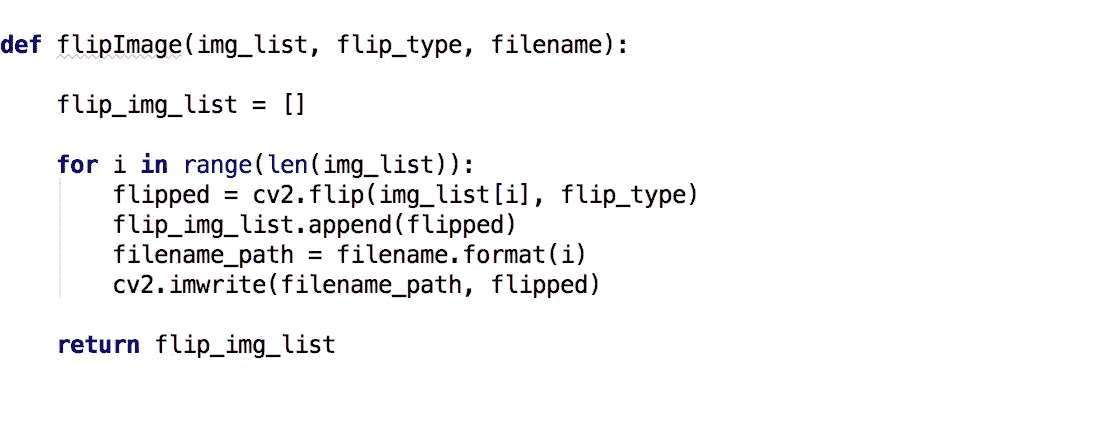 def flipImage(img_list, flip_type, filename):
    flip_img_list = []
    for i in range(len(img_list)):
        flipped = cv2.flip(img_list[i], flip_type)
        flip_img_list.append(flipped)
        filename_path = filename.format(i)
        cv2.imwrite(filename_path, flipped)
    return flip_img_list